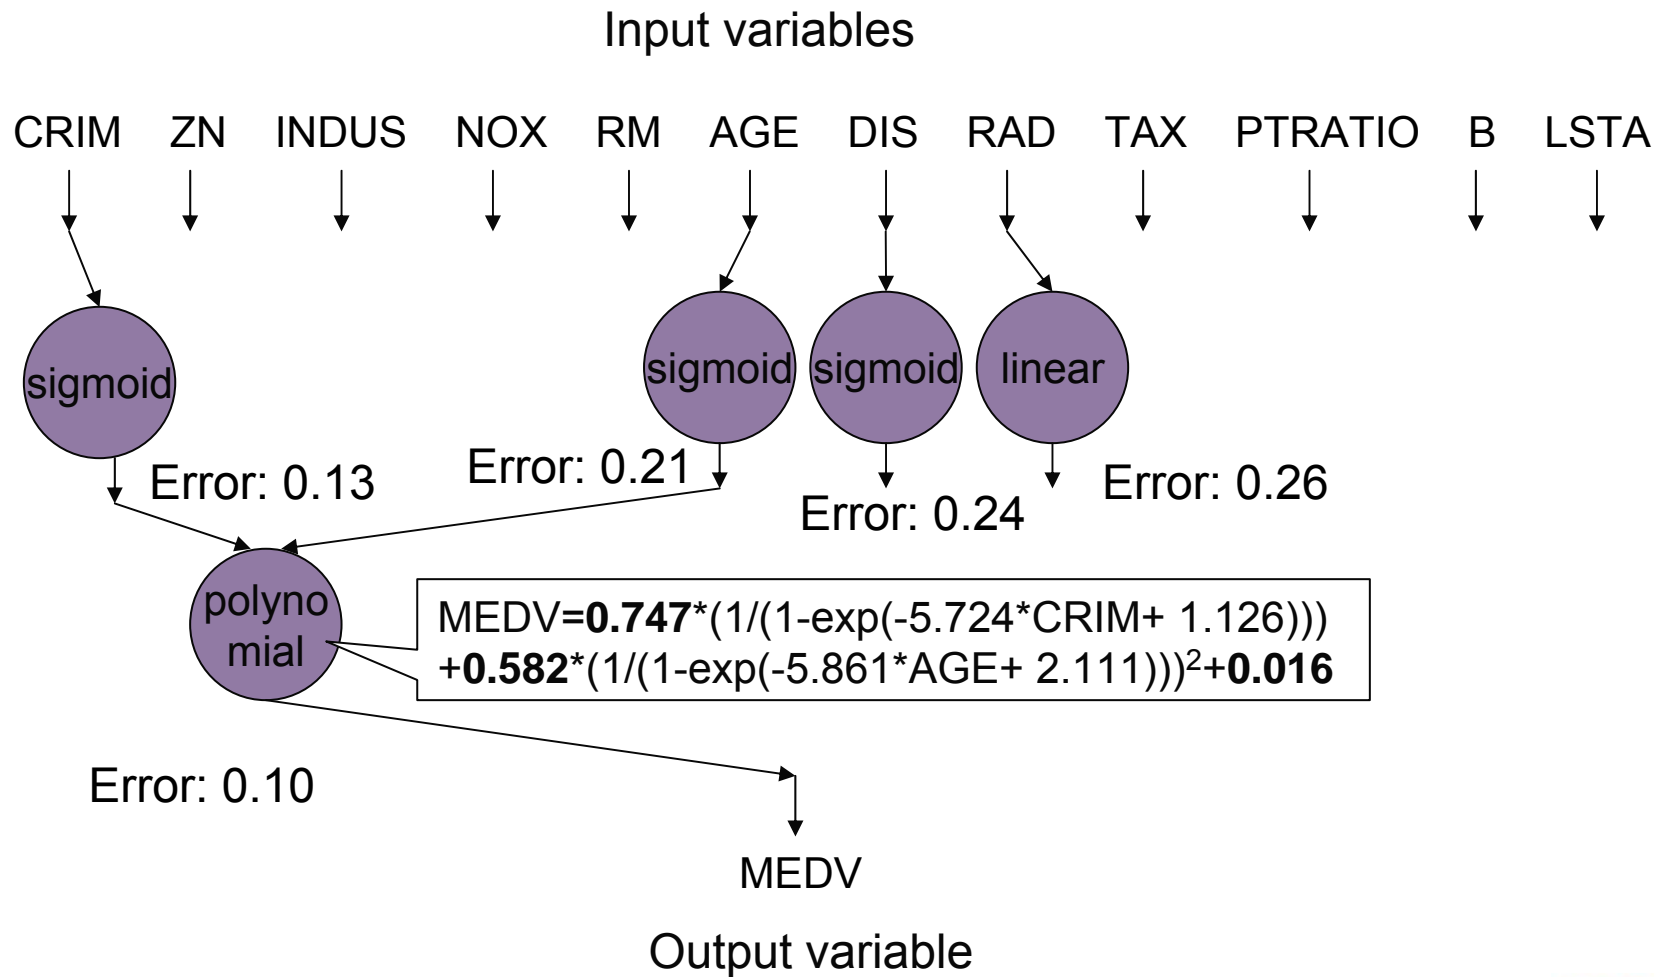 Input variables
CRIM ZN INDUS NOX RM AGE DIS RAD TAX PTRATIO B LSTA
sigmoid
sigmoid
sigmoid
linear
Error: 0.13
Error: 0.21
Error: 0.24
Error: 0.26
polyno
mial
MEDV=0.747*(1/(1-exp(-5.724*CRIM+ 1.126)))
+0.582*(1/(1-exp(-5.861*AGE+ 2.111)))²+0.016
Error: 0.10
MEDV
Output variable